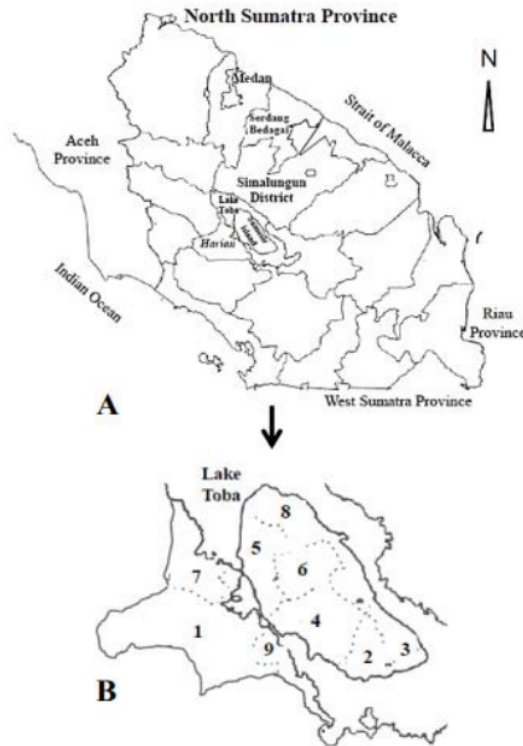 North Sumatra Province
N
Medan
Strait of Malacca
Serdang
Bedagai
Aceh
Province
Simalungun
District
Lake
Toba
Harian
Indian Ocean
Riau
Province
A
West Sumatra Province
Lake
Toba
8
5
6
7
4
1
9
2
3
B